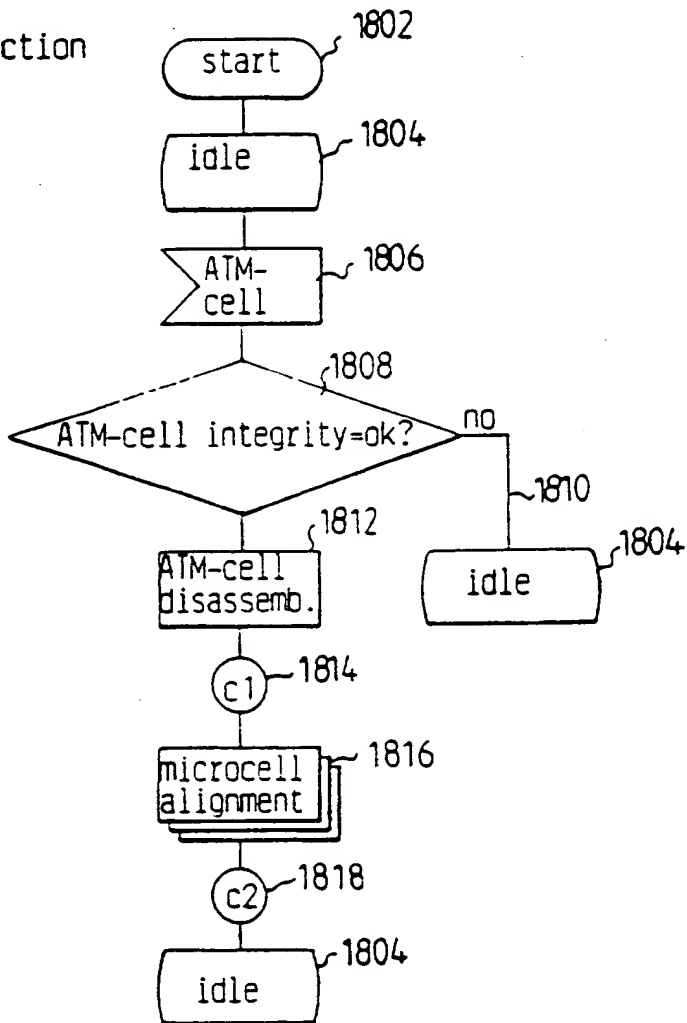 ction
1802
start
1804
idle
1806
ATM-
cell
1808
ATM-cell integrity=ok?
no
1810
1812
ATM-cell
disassemb.
1804
idle
1814
c1
1816
microcell
alignment
1818
c2
1804
idle